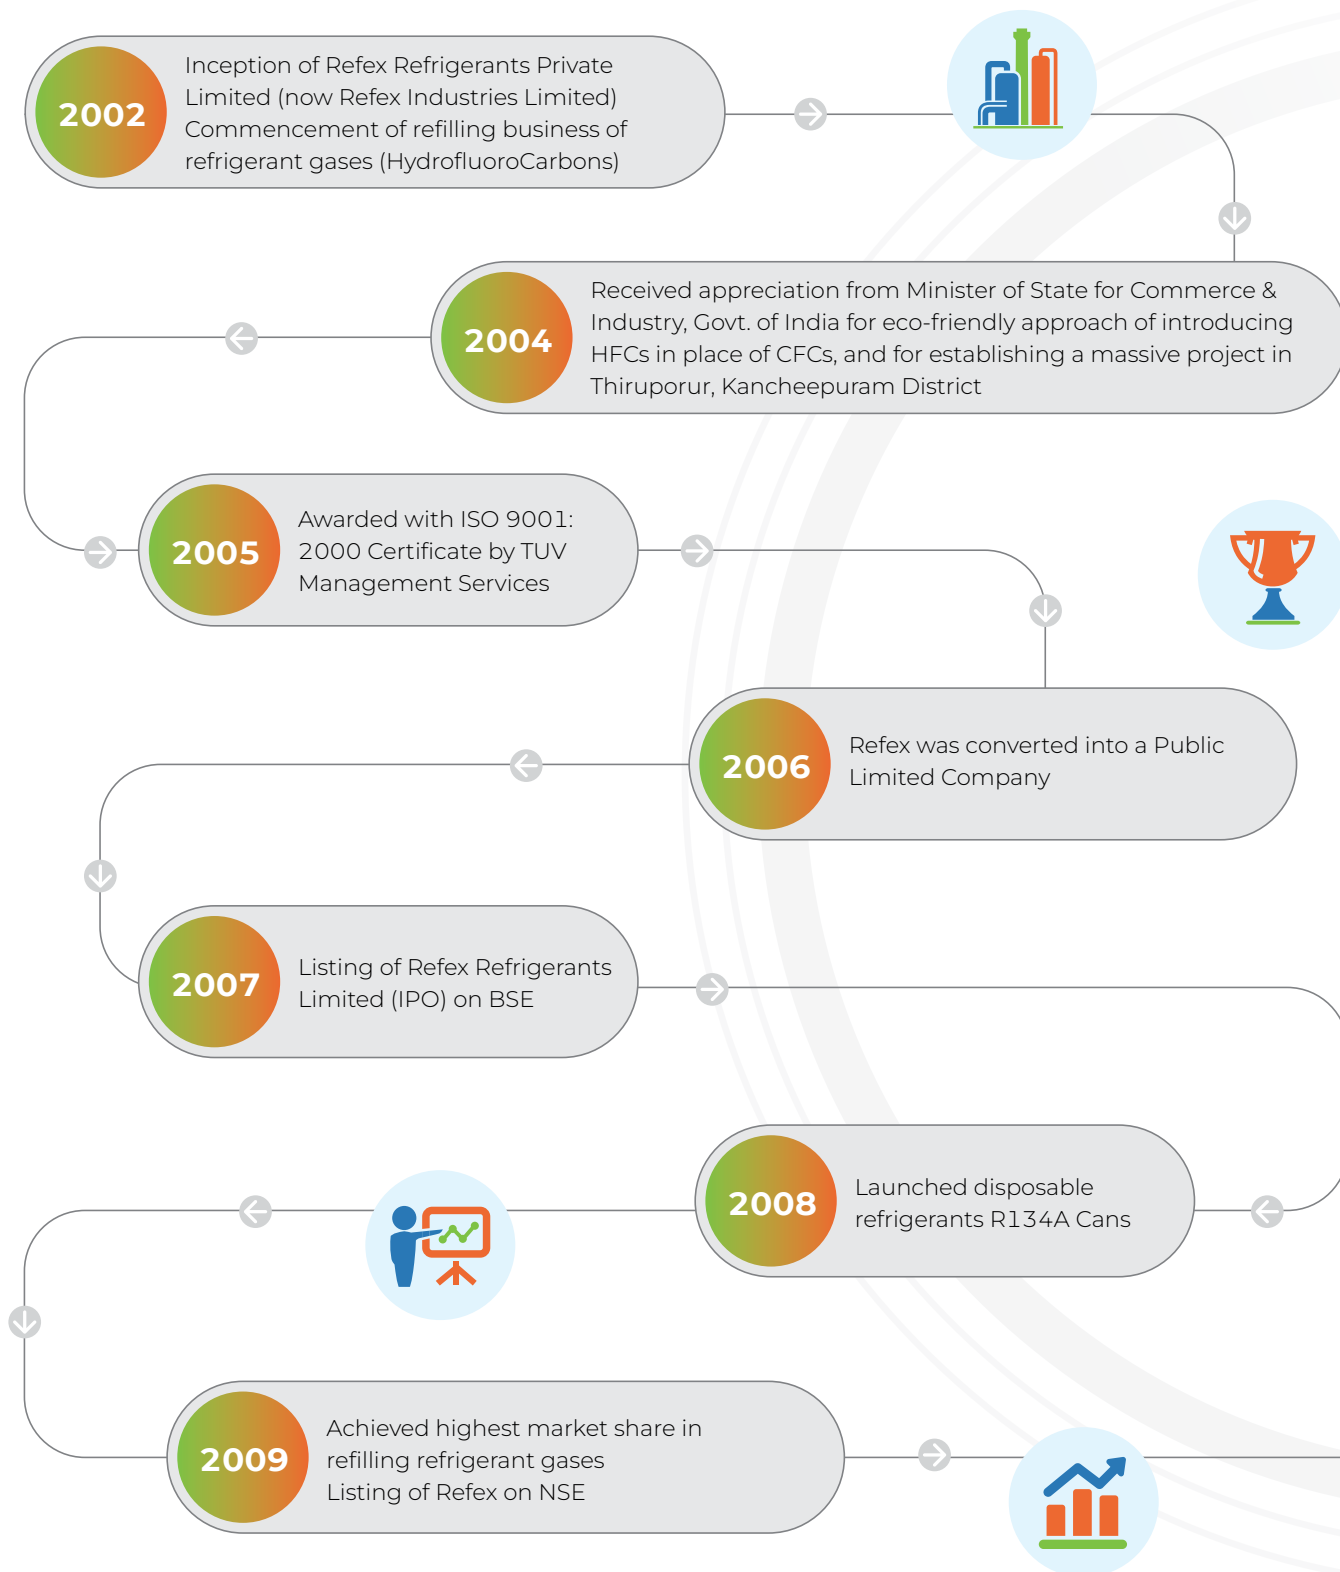 2002
Inception of Refex Refrigerants Private
Limited (now Refex Industries Limited)
Commencement of refilling business of
refrigerant gases (HydrofluoroCarbons)
2004
Received appreciation from Minister of State for Commerce &
Industry, Govt. of India for eco-friendly approach of introducing
HFCs in place of CFCs, and for establishing a massive project in
Thiruporur, Kancheepuram District
2005
Awarded with ISO 9001:
2000 Certificate by TUV
Management Services
2006
Refex was converted into a Public
Limited Company
2007
Listing of Refex Refrigerants
Limited (IPO) on BSE
2008
Launched disposable
refrigerants R134A Cans
2009
Achieved highest market share in
refilling refrigerant gases
Listing of Refex on NSE